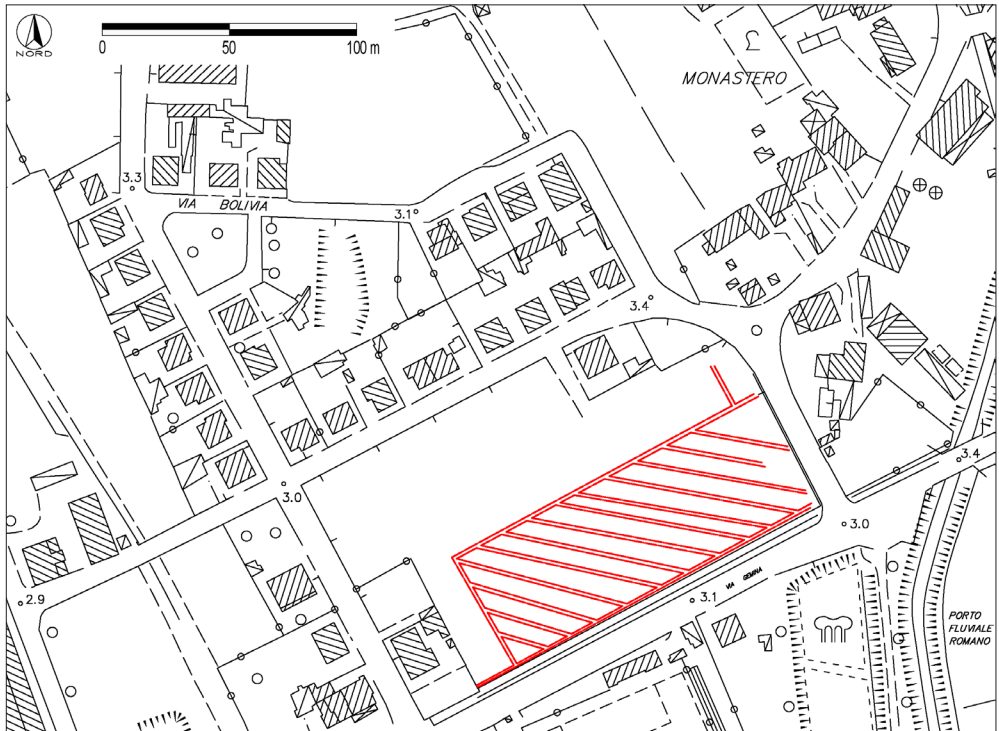 NORD
0 50 100 m
MONASTERO
3.3
VIA BOLIVIA
3.1
3.4
3.4
3.0
3.0
2.9
3.1
VIA GEMINA
PORTO
FLUVIALE
ROMANO